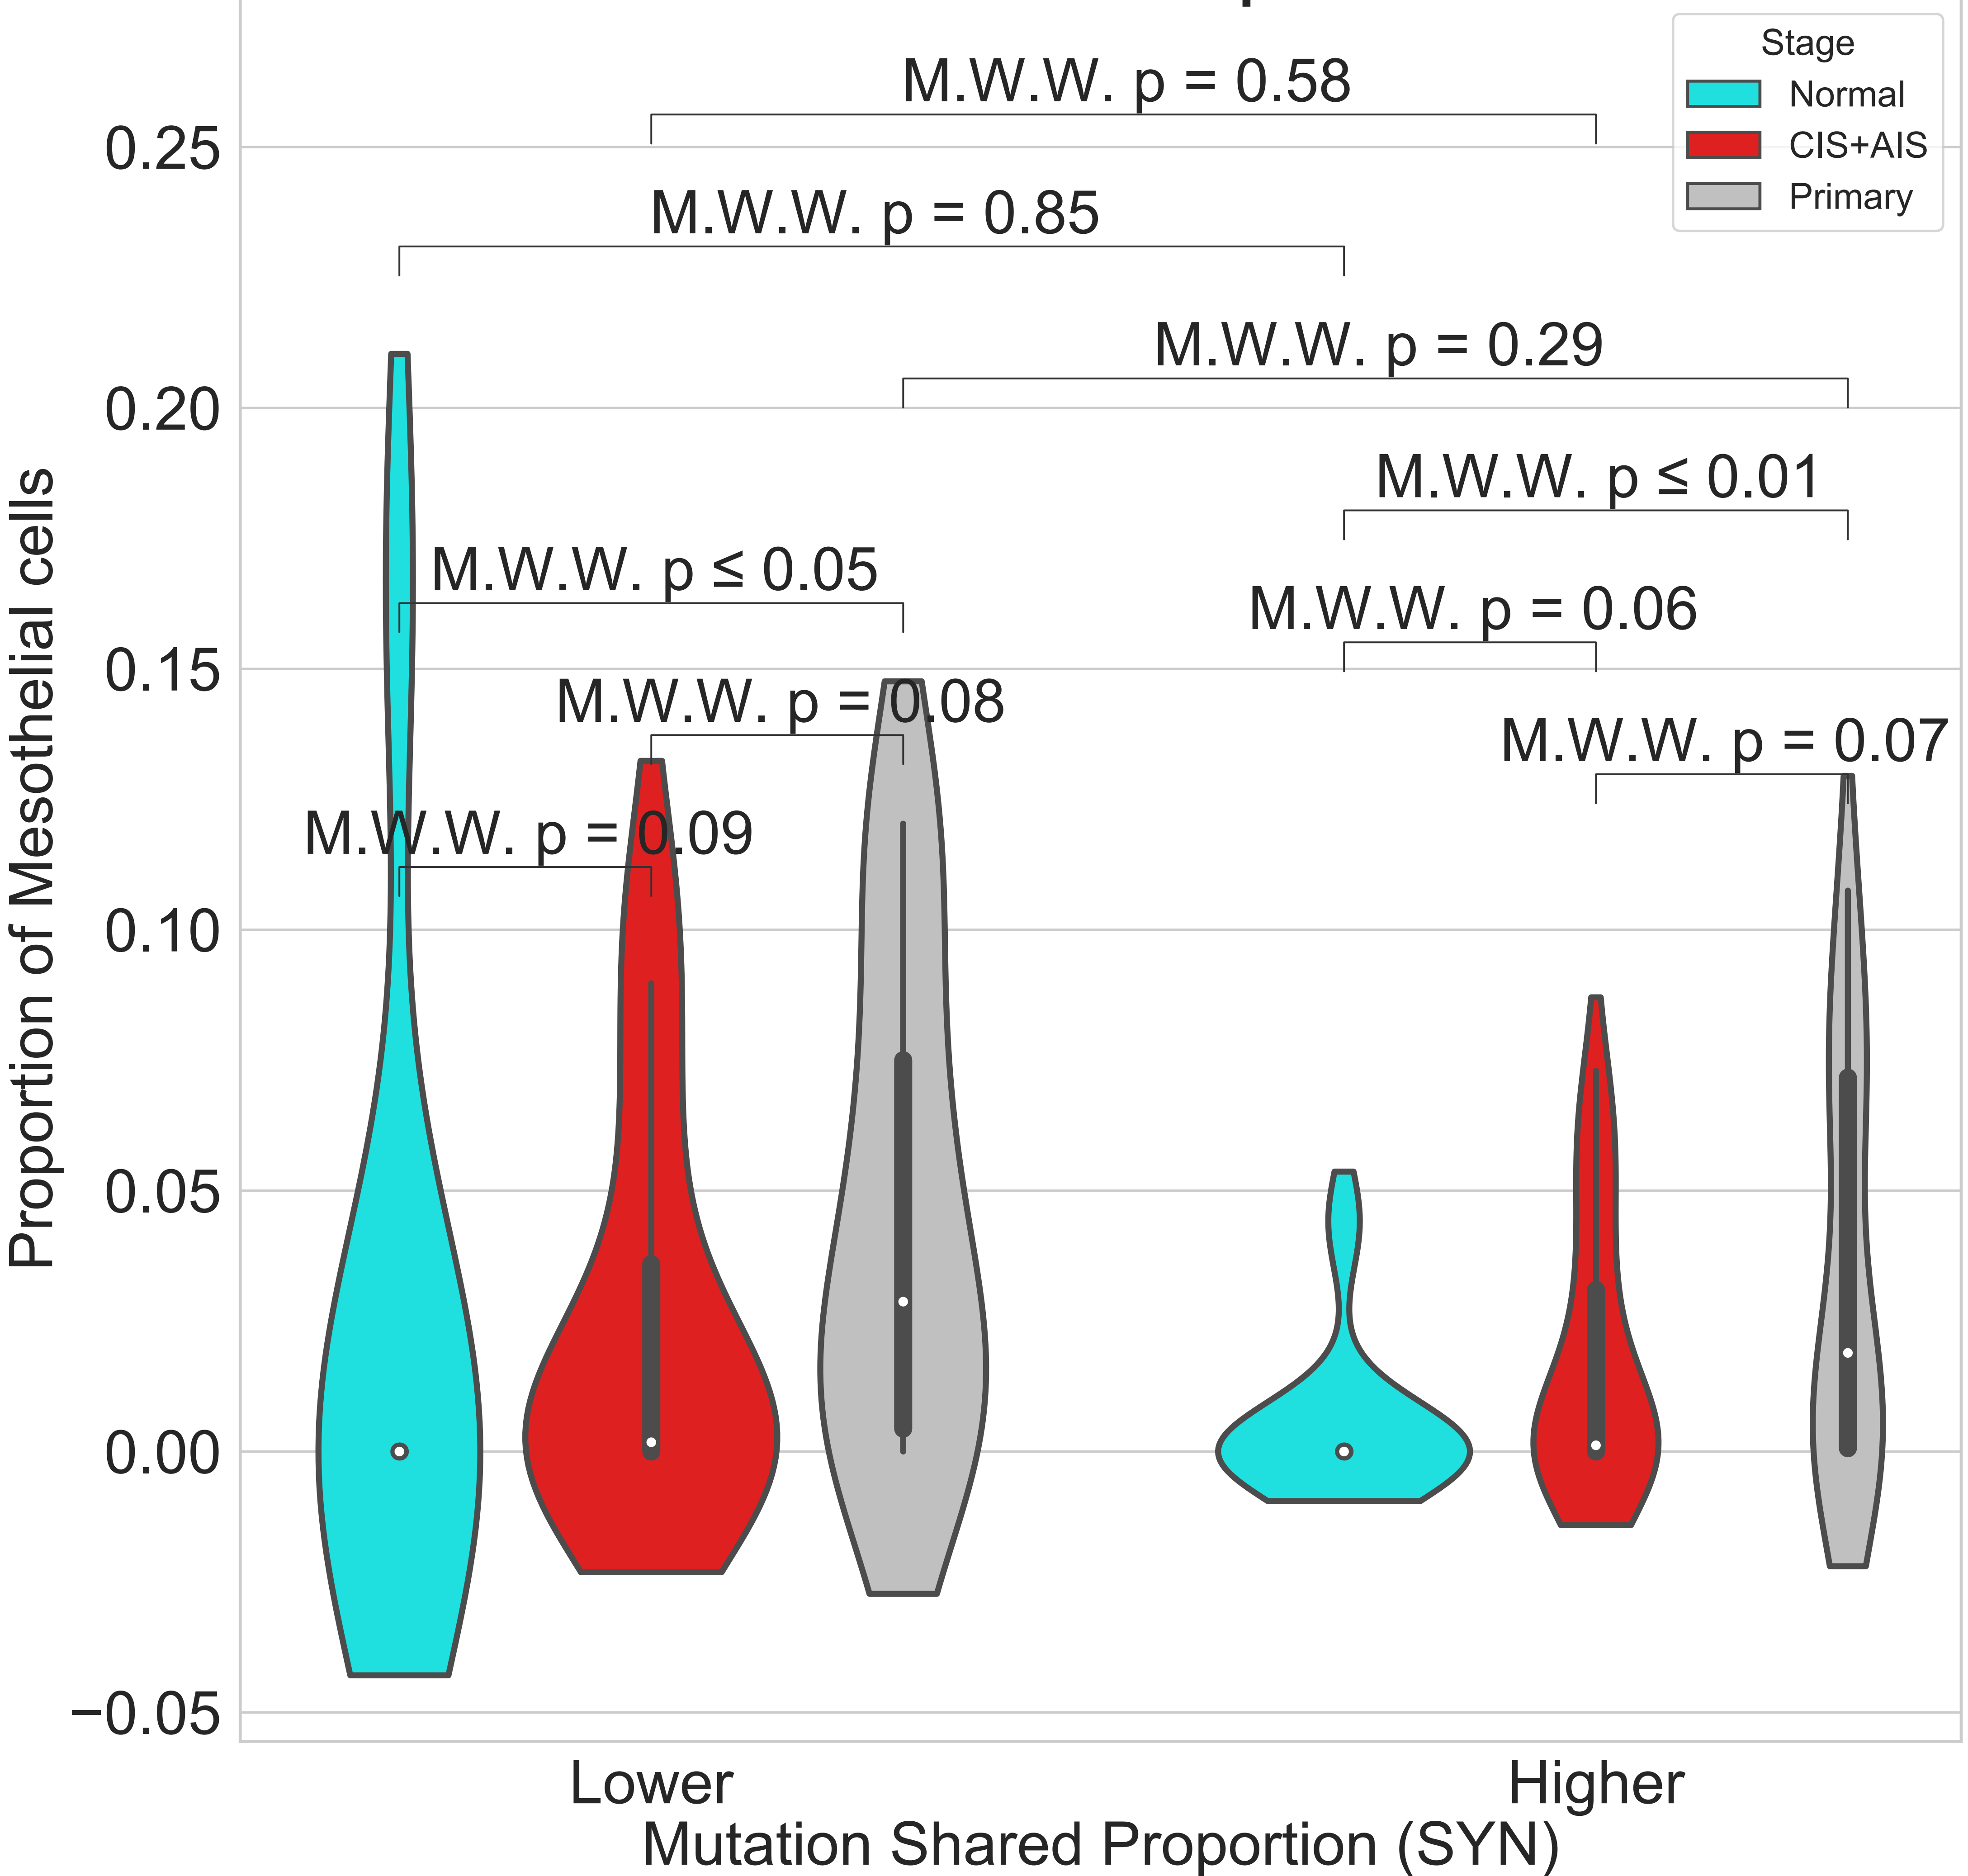 Stage
Normal
CIS+AIS
Primary
M.W.W. p = 0.58
M.W.W. p = 0.85
M.W.W. p = 0.29
M.W.W. p ≤ 0.01
M.W.W. p ≤ 0.05
M.W.W. p = 0.06
M.W.W. p = 0.08
M.W.W. p = 0.07
M.W.W. p = 0.09
0.25
0.20
0.15
0.10
0.05
0.00
−0.05
Proportion of Mesothelial cells
Lower
Higher
Mutation Shared Proportion (SYN)